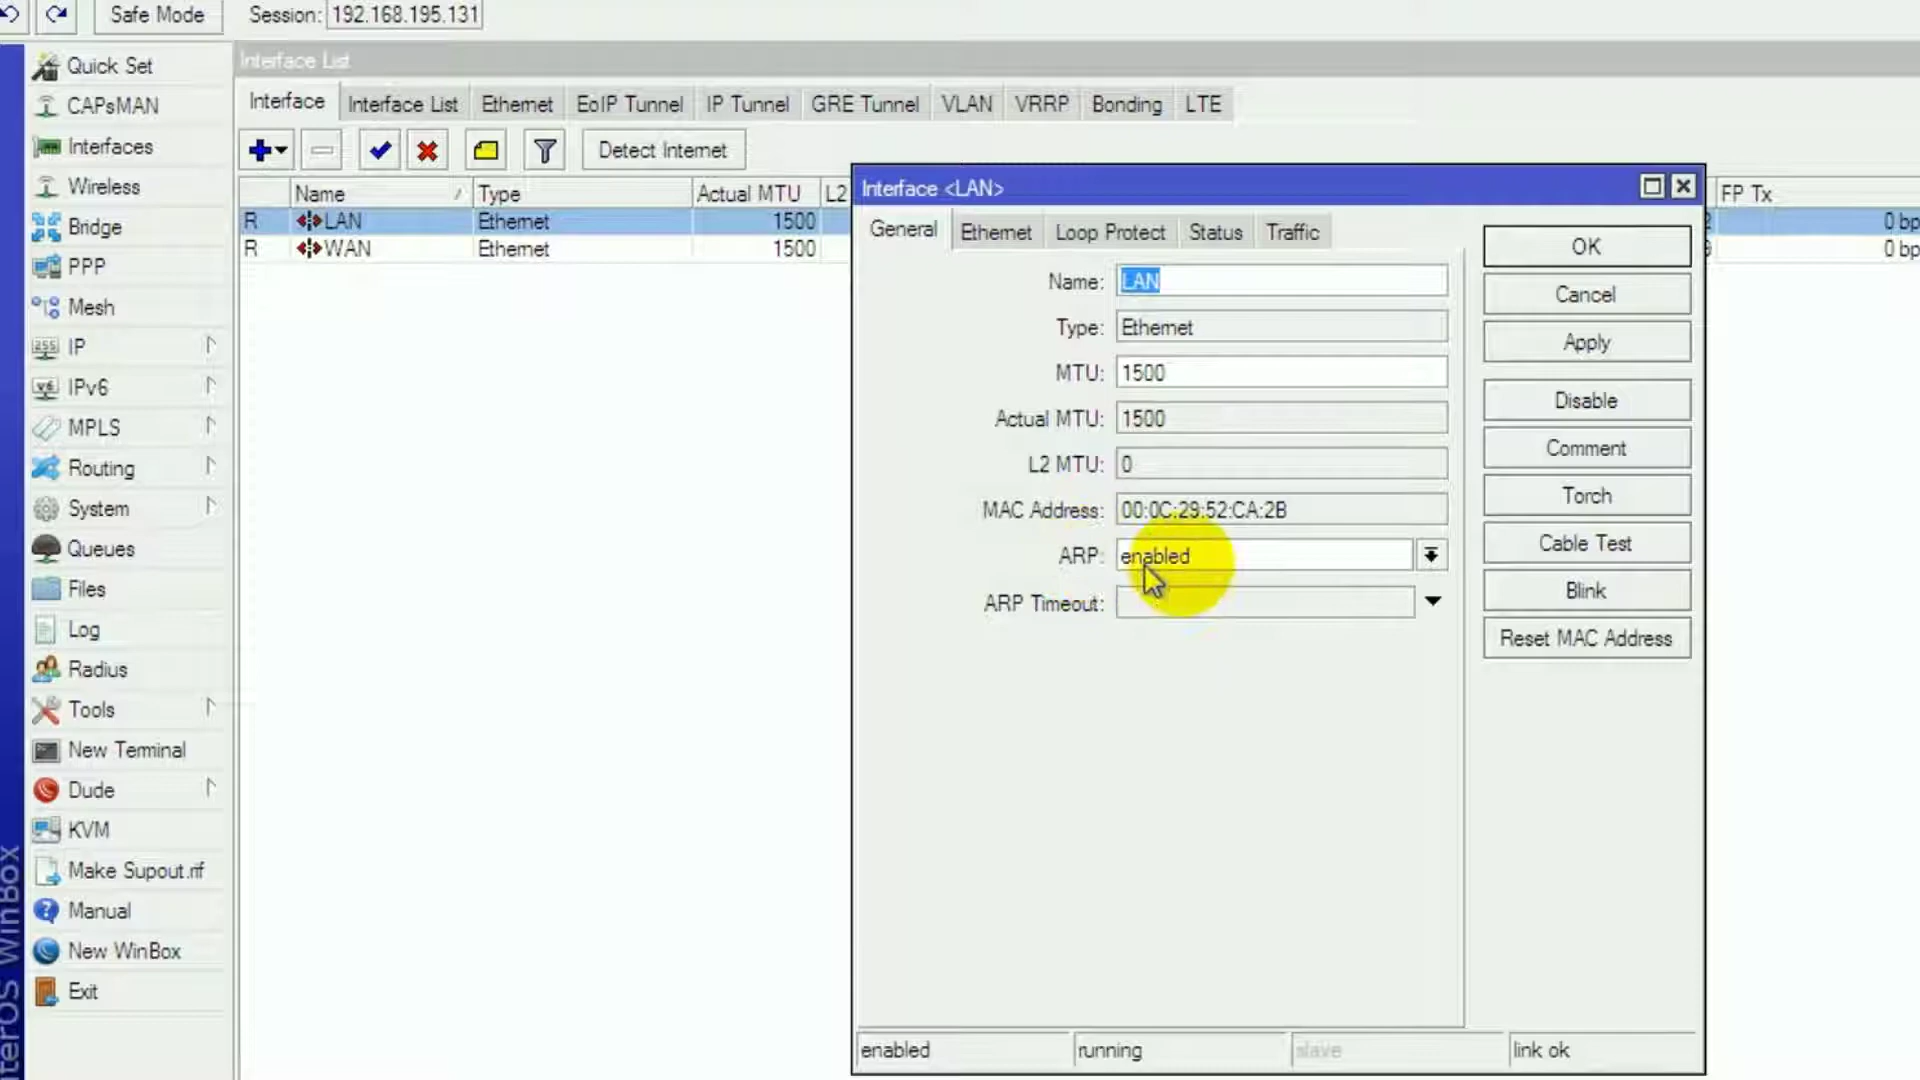 Safe Mode Session: 192.168.195.131
Quick Set
CAPsMAN
Interfaces
Wireless
Bridge
PPP
Mesh
IP
IPv6
MPLS
Routing
System
Queues
Files
Log
Radius
Tools
New Terminal
Dude
KVM
Make Supout.rif
Manual
New WinBox
Exit
Interface List
Interface Interface List Ethernet EoIP Tunnel IP Tunnel GRE Tunnel VLAN VRRP Bonding LTE
Detect Internet
Name Type Actual MTU L2 FP Tx
R LAN Ethernet 1500 0 bp
R WAN Ethernet 1500 0 bp
Interface <LAN>
General Ethernet Loop Protect Status Traffic
Name: LAN
Type: Ethernet
MTU: 1500
Actual MTU: 1500
L2 MTU: 0
MAC Address: 00:0C:29:52:CA:2B
ARP: enabled
ARP Timeout:
OK
Cancel
Apply
Disable
Comment
Torch
Cable Test
Blink
Reset MAC Address
enabled running slave link ok
uterOS WinBox